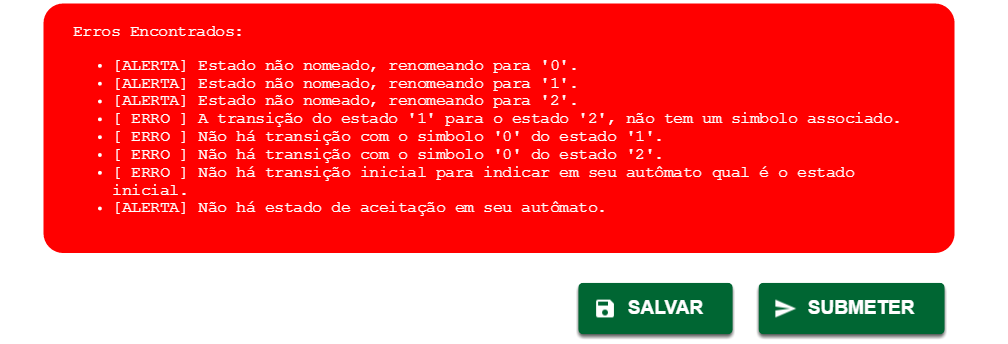 Erros Encontrados:
• [ALERTA] Estado não nomeado, renomeando para '0'.
• [ALERTA] Estado não nomeado, renomeando para '1'.
• [ALERTA] Estado não nomeado, renomeando para '2'.
• [ ERRO ] A transição do estado '1' para o estado '2', não tem um simbolo associado.
• [ ERRO ] Não há transição com o simbolo '0' do estado '1'.
• [ ERRO ] Não há transição com o simbolo '0' do estado '2'.
• [ ERRO ] Não há transição inicial para indicar em seu autômato qual é o estado
inicial.
• [ALERTA] Não há estado de aceitação em seu autômato.
SALVAR
SUBMETER